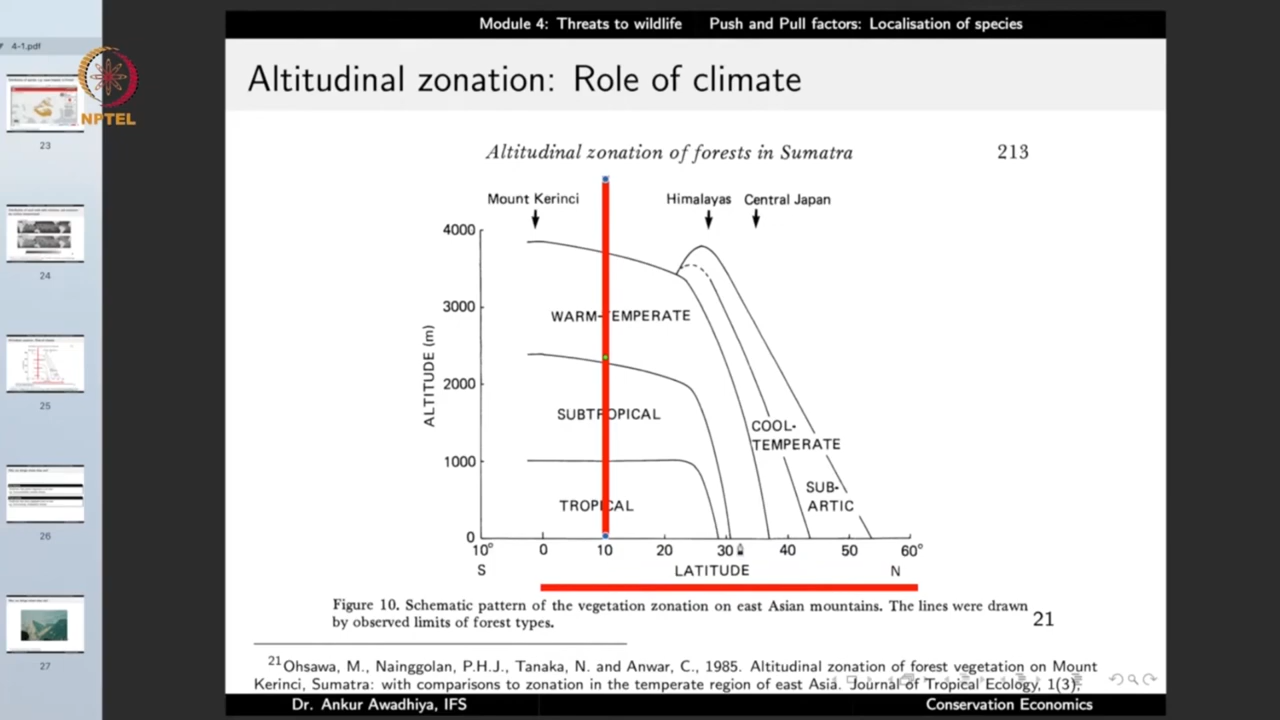 Module 4: Threats to wildlife Push and Pull factors: Localisation of species
4-1.pdf
NPTEL
Altitudinal zonation: Role of climate
Altitudinal zonation of forests in Sumatra 213
Mount Kerinci Himalayas Central Japan
4000
3000
2000
1000
0
ALTITUDE (m)
WARM-TEMPERATE
SUBTROPICAL
TROPICAL
COOL-
TEMPERATE
SUB-
ARTIC
10° 0 10 20 30 40 50 60°
S LATITUDE N
Figure 10. Schematic pattern of the vegetation zonation on east Asian mountains. The lines were drawn
by observed limits of forest types.
21
21Ohsawa, M., Nainggolan, P.H.J., Tanaka, N. and Anwar, C., 1985. Altitudinal zonation of forest vegetation on Mount
Kerinci, Sumatra: with comparisons to zonation in the temperate region of east Asia. Journal of Tropical Ecology, 1(3),
Dr. Ankur Awadhiya, IFS Conservation Economics
23
24
25
26
27